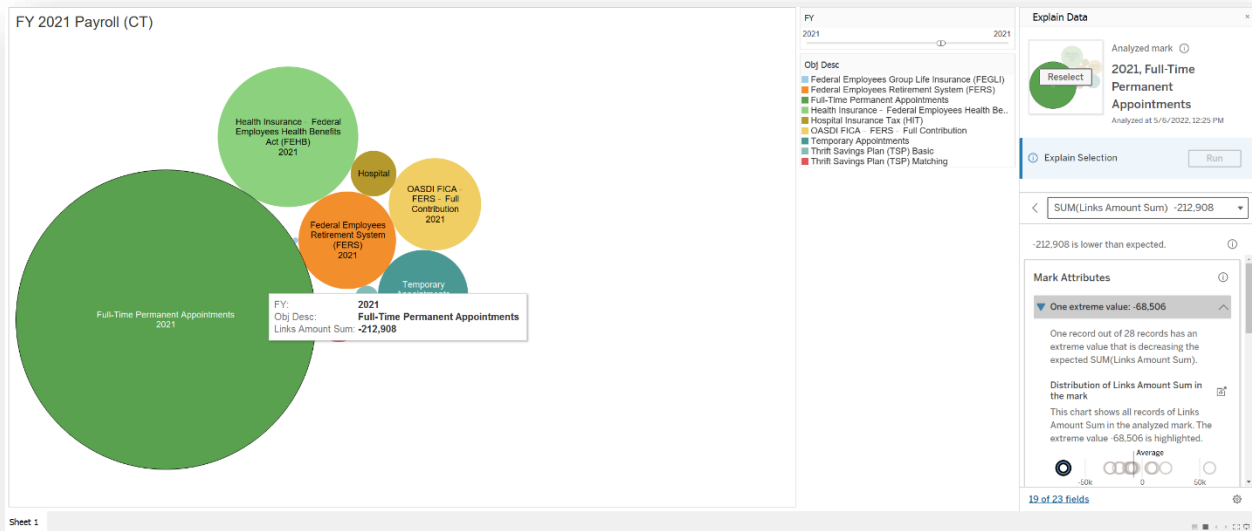 FY 2021 Payroll (CT)
Health Insurance - Federal
Employees Health Benefits
Act (FEHB)
2021
Hospital
OASDI FICA -
FERS - Full
Contribution
2021
Federal Employees
Retirement System
(FERS)
2021
Temporary
Full-Time Permanent Appointments
2021
FY: 2021
Obj Desc: Full-Time Permanent Appointments
Links Amount Sum: -212,908
FY
2021 2021
Obj Desc
Federal Employees Group Life Insurance (FEGLI)
Federal Employees Retirement System (FERS)
Full-Time Permanent Appointments
Health Insurance - Federal Employees Health Be..
Hospital Insurance Tax (HIT)
OASDI FICA - FERS - Full Contribution
Temporary Appointments
Thrift Savings Plan (TSP) Basic
Thrift Savings Plan (TSP) Matching
Explain Data
Reselect
Analyzed mark
2021, Full-Time
Permanent
Appointments
Analyzed at 5/6/2022, 12:25 PM
Explain Selection
Run
SUM(Links Amount Sum) -212,908
-212,908 is lower than expected.
Mark Attributes
One extreme value: -68,506
One record out of 28 records has an
extreme value that is decreasing the
expected SUM(Links Amount Sum).
Distribution of Links Amount Sum in
the mark
This chart shows all records of Links
Amount Sum in the analyzed mark. The
extreme value -68,506 is highlighted.
Average
-50k 0 50k
19 of 23 fields
Sheet 1